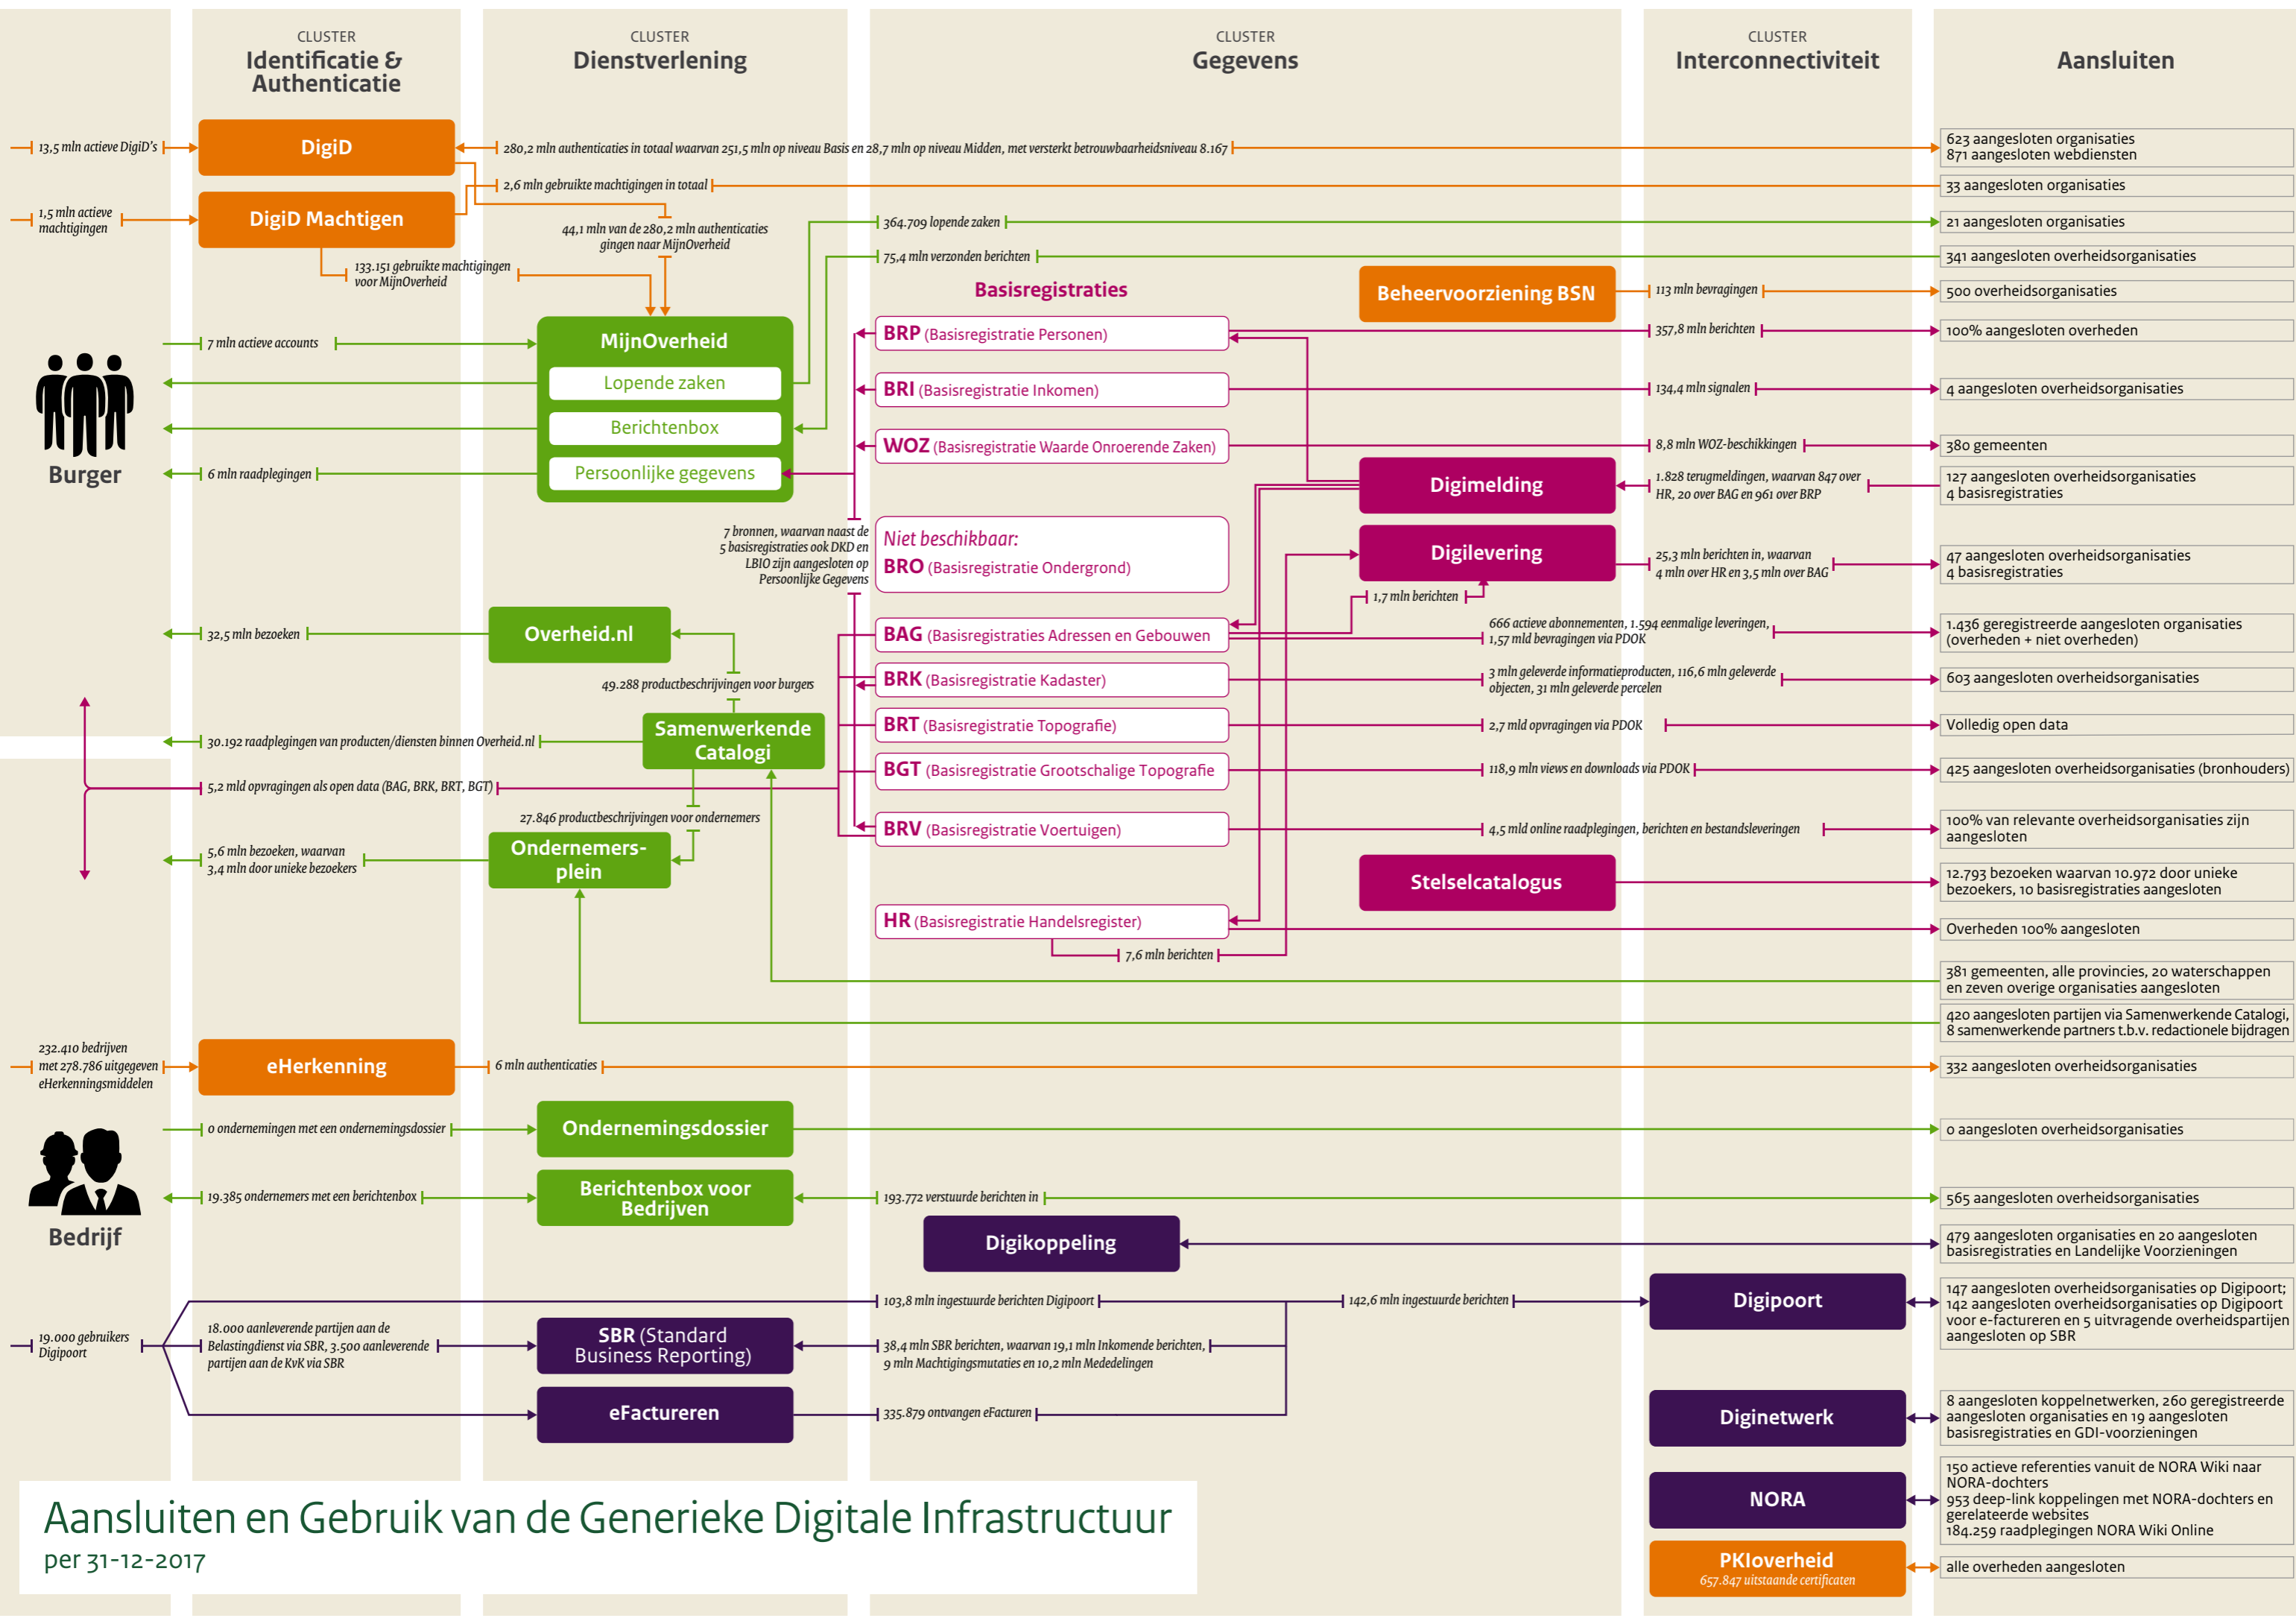 CLUSTER
Identificatie &
Authenticatie
CLUSTER
Dienstverlening
CLUSTER
Gegevens
CLUSTER
Interconnectiviteit
Aansluiten
13,5 mln actieve DigiD's
DigiD
280,2 mln authenticaties in totaal waarvan 251,5 mln op niveau Basis en 28,7 mln op niveau Midden, met versterkt betrouwbaarheidsniveau 8.167
623 aangesloten organisaties
871 aangesloten webdiensten
2,6 mln gebruikte machtigingen in totaal
33 aangesloten organisaties
1,5 mln actieve
machtigingen
DigiD Machtigen
44,1 mln van de 280,2 mln authenticaties
gingen naar MijnOverheid
364.709 lopende zaken
21 aangesloten organisaties
133.151 gebruikte machtigingen
voor MijnOverheid
75,4 mln verzonden berichten
341 aangesloten overheidsorganisaties
Basisregistraties
Beheervoorziening BSN
113 mln bevragingen
500 overheidsorganisaties
7 mln actieve accounts
MijnOverheid
BRP (Basisregistratie Personen)
357,8 mln berichten
100% aangesloten overheden
Lopende zaken
BRI (Basisregistratie Inkomen)
134,4 mln signalen
4 aangesloten overheidsorganisaties
Berichtenbox
WOZ (Basisregistratie Waarde Onroerende Zaken)
8,8 mln WOZ-beschikkingen
380 gemeenten
Burger
6 mln raadplegingen
Persoonlijke gegevens
Digimelding
1.828 terugmeldingen, waarvan 847 over
HR, 20 over BAG en 961 over BRP
127 aangesloten overheidsorganisaties
4 basisregistraties
7 bronnen, waarvan naast de
5 basisregistraties ook DKD en
LBIO zijn aangesloten op
Persoonlijke Gegevens
Niet beschikbaar:
BRO (Basisregistratie Ondergrond)
Digilevering
25,3 mln berichten in, waarvan
4 mln over HR en 3,5 mln over BAG
47 aangesloten overheidsorganisaties
4 basisregistraties
1,7 mln berichten
32,5 mln bezoeken
Overheid.nl
BAG (Basisregistraties Adressen en Gebouwen
666 actieve abonnementen, 1.594 eenmalige leveringen,
1,57 mld bevragingen via PDOK
1.436 geregistreerde aangesloten organisaties
(overheden + niet overheden)
49.288 productbeschrijvingen voor burgers
BRK (Basisregistratie Kadaster)
3 mln geleverde informatieproducten, 116,6 mln geleverde
objecten, 31 mln geleverde percelen
603 aangesloten overheidsorganisaties
30.192 raadplegingen van producten/diensten binnen Overheid.nl
Samenwerkende
Catalogi
BRT (Basisregistratie Topografie)
2,7 mld opvragingen via PDOK
Volledig open data
5,2 mld opvragingen als open data (BAG, BRK, BRT, BGT)
BGT (Basisregistratie Grootschalige Topografie
118,9 mln views en downloads via PDOK
425 aangesloten overheidsorganisaties (bronhouders)
27.846 productbeschrijvingen voor ondernemers
BRV (Basisregistratie Voertuigen)
4,5 mld online raadplegingen, berichten en bestandsleveringen
100% van relevante overheidsorganisaties zijn
aangesloten
5,6 mln bezoeken, waarvan
3,4 mln door unieke bezoekers
Ondernemers-
plein
Stelselcatalogus
12.793 bezoeken waarvan 10.972 door unieke
bezoekers, 10 basisregistraties aangesloten
HR (Basisregistratie Handelsregister)
Overheden 100% aangesloten
7,6 mln berichten
381 gemeenten, alle provincies, 20 waterschappen
en zeven overige organisaties aangesloten
420 aangesloten partijen via Samenwerkende Catalogi,
8 samenwerkende partners t.b.v. redactionele bijdragen
232.410 bedrijven
met 278.786 uitgegeven
eHerkenningsmiddelen
eHerkenning
6 mln authenticaties
332 aangesloten overheidsorganisaties
0 ondernemingen met een ondernemingsdossier
Ondernemingsdossier
0 aangesloten overheidsorganisaties
19.385 ondernemers met een berichtenbox
Berichtenbox voor
Bedrijven
193.772 verstuurde berichten in
565 aangesloten overheidsorganisaties
Bedrijf
Digikoppeling
479 aangesloten organisaties en 20 aangesloten
basisregistraties en Landelijke Voorzieningen
103,8 mln ingestuurde berichten Digipoort
142,6 mln ingestuurde berichten
Digipoort
147 aangesloten overheidsorganisaties op Digipoort;
142 aangesloten overheidsorganisaties op Digipoort
voor e-factureren en 5 uitvragende overheidspartijen
aangesloten op SBR
19.000 gebruikers
Digipoort
18.000 aanleverende partijen aan de
Belastingdienst via SBR, 3.500 aanleverende
partijen aan de KvK via SBR
SBR (Standard
Business Reporting)
38,4 mln SBR berichten, waarvan 19,1 mln Inkomende berichten,
9 mln Machtigingsmutaties en 10,2 mln Mededelingen
eFactureren
335.879 ontvangen eFacturen
Diginetwerk
8 aangesloten koppelnetwerken, 260 geregistreerde
aangesloten organisaties en 19 aangesloten
basisregistraties en GDI-voorzieningen
NORA
150 actieve referenties vanuit de NORA Wiki naar
NORA-dochters
953 deep-link koppelingen met NORA-dochters en
gerelateerde websites
184.259 raadplegingen NORA Wiki Online
PKIoverheid
657.847 uitstaande certificaten
alle overheden aangesloten
Aansluiten en Gebruik van de Generieke Digitale Infrastructuur
per 31-12-2017